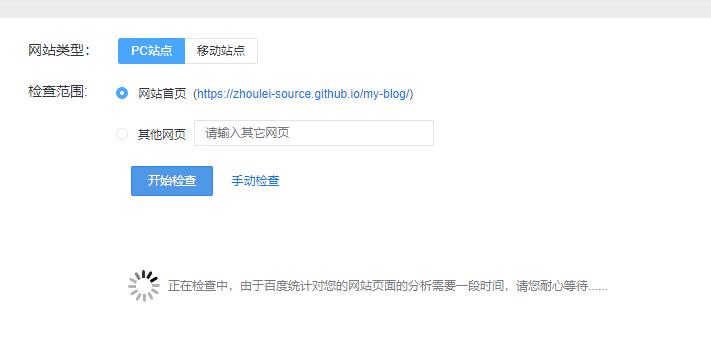 网站类型： PC站点 移动站点
检查范围: 网站首页 (https://zhoulei-source.github.io/my-blog/)
其他网页 请输入其它网页
开始检查 手动检查
正在检查中，由于百度统计对您的网站页面的分析需要一段时间，请您耐心等待......